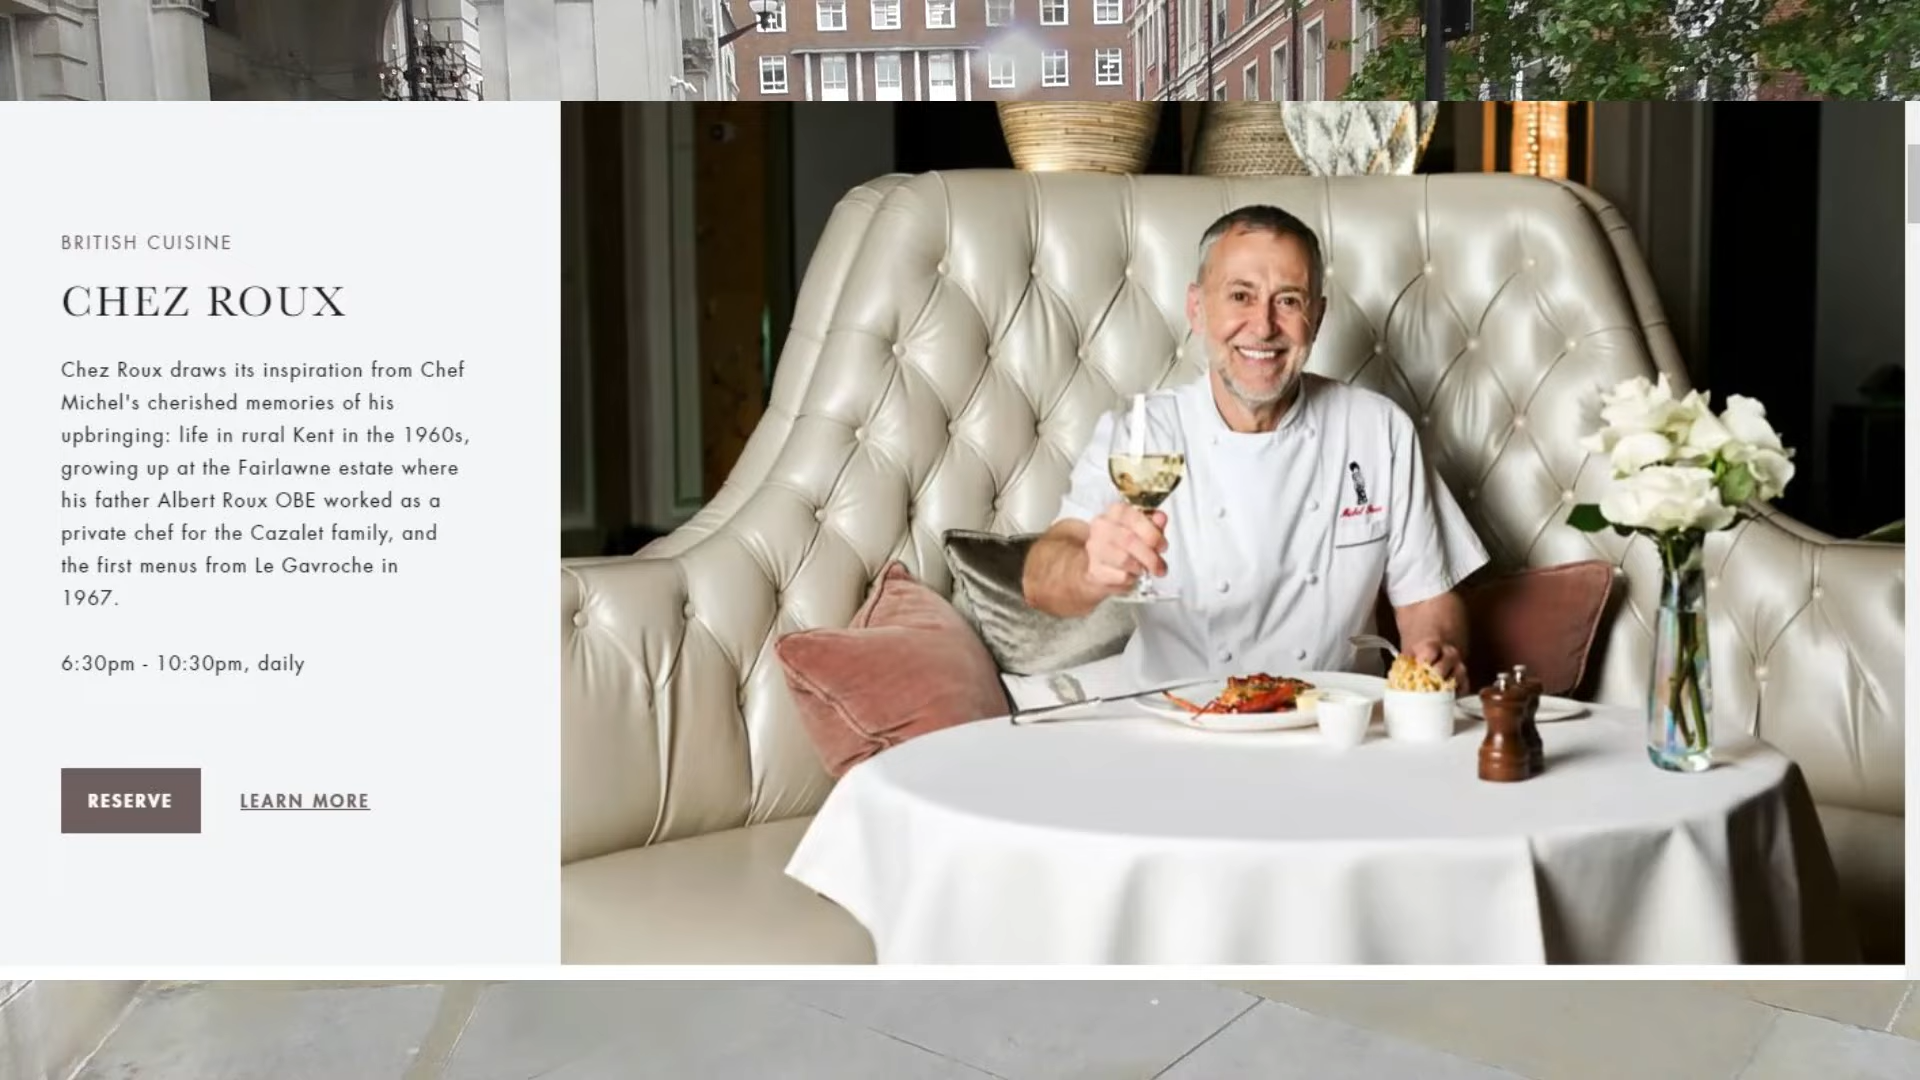 BRITISH CUISINE
CHEZ ROUX
Chez Roux draws its inspiration from Chef
Michel's cherished memories of his
upbringing: life in rural Kent in the 1960s,
growing up at the Fairlawne estate where
his father Albert Roux OBE worked as a
private chef for the Cazalet family, and
the first menus from Le Gavroche in
1967.
6:30pm - 10:30pm, daily
RESERVE
LEARN MORE